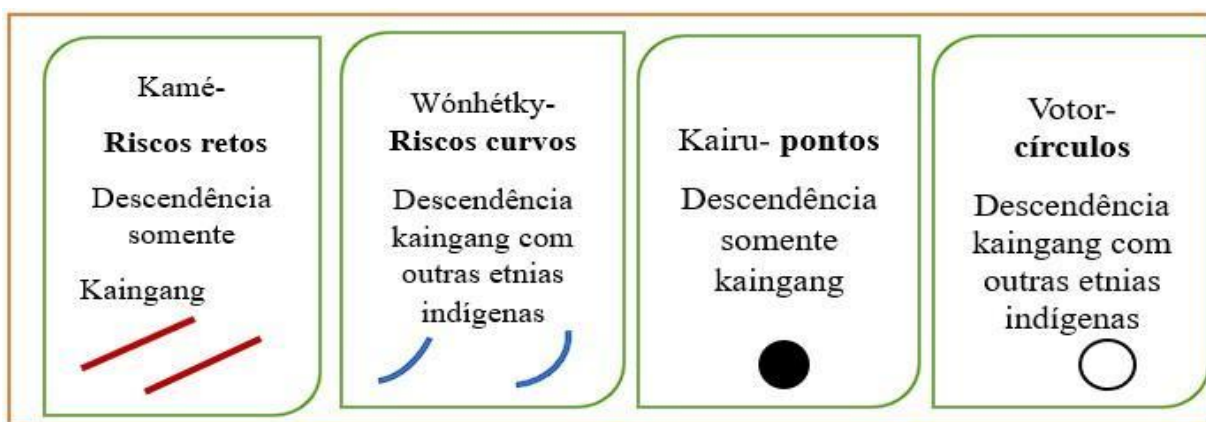 Kamé-
Riscos retos
Descendência
somente
Kaingang
Wónhétky-
Riscos curvos
Descendência
kaingang com
outras etnias
indígenas
Kairu- pontos
Descendência
somente
kaingang
Votor-
círculos
Descendência
kaingang com
outras etnias
indígenas